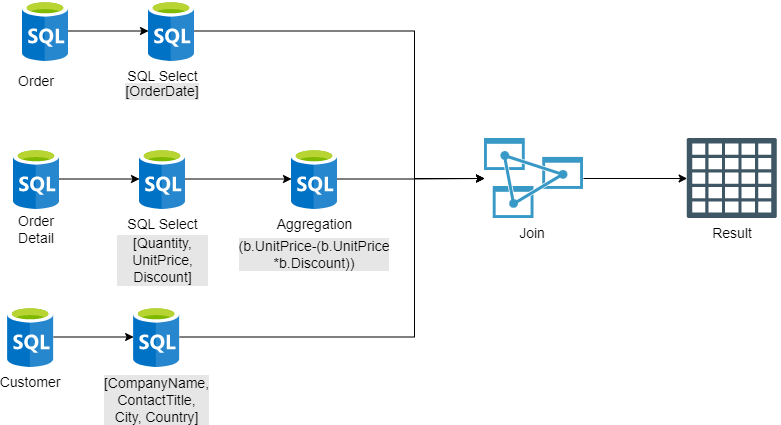 SQL
SQL
Order
SQL Select
[OrderDate]
SQL
SQL
SQL
Order
Detail
SQL Select
[Quantity,
UnitPrice,
Discount]
Aggregation
(b.UnitPrice-(b.UnitPrice
*b.Discount))
Join
Result
SQL
SQL
Customer
[CompanyName,
ContactTitle,
City, Country]